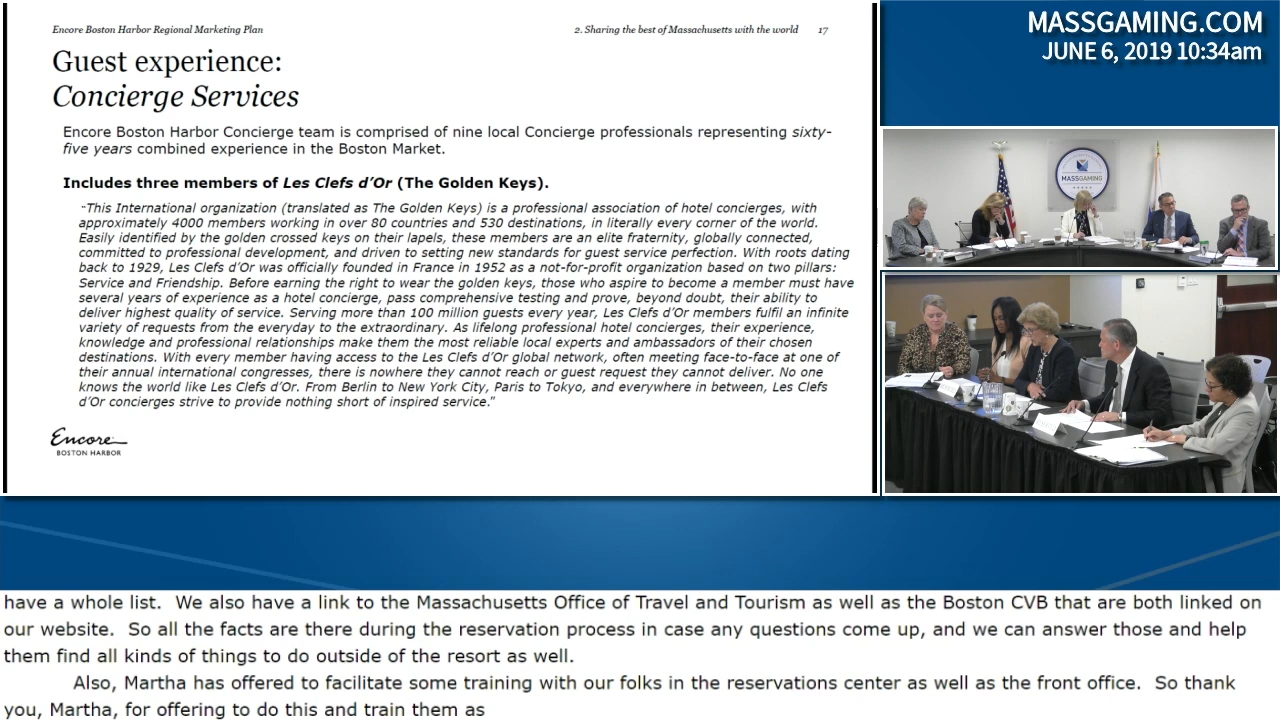 Encore Boston Harbor Regional Marketing Plan
2. Sharing the best of Massachusetts with the world 17
Guest experience:
Concierge Services
Encore Boston Harbor Concierge team is comprised of nine local Concierge professionals representing sixty-
five years combined experience in the Boston Market.
Includes three members of Les Clefs d’Or (The Golden Keys).
“This International organization (translated as The Golden Keys) is a professional association of hotel concierges, with
approximately 4000 members working in over 80 countries and 530 destinations, in literally every corner of the world.
Easily identified by the golden crossed keys on their lapels, these members are an elite fraternity, globally connected,
committed to professional development, and driven to setting new standards for guest service perfection. With roots dating
back to 1929, Les Clefs d’Or was officially founded in France in 1952 as a not-for-profit organization based on two pillars:
Service and Friendship. Before earning the right to wear the golden keys, those who aspire to become a member must have
several years of experience as a hotel concierge, pass comprehensive testing and prove, beyond doubt, their ability to
deliver highest quality of service. Serving more than 100 million guests every year, Les Clefs d’Or members fulfil an infinite
variety of requests from the everyday to the extraordinary. As lifelong professional hotel concierges, their experience,
knowledge and professional relationships make them the most reliable local experts and ambassadors of their chosen
destinations. With every member having access to the Les Clefs d’Or global network, often meeting face-to-face at one of
their annual international congresses, there is nowhere they cannot reach or guest request they cannot deliver. No one
knows the world like Les Clefs d’Or. From Berlin to New York City, Paris to Tokyo, and everywhere in between, Les Clefs
d’Or concierges strive to provide nothing short of inspired service.”
Encore
BOSTON HARBOR
MASSGAMING.COM
JUNE 6, 2019 10:34am
MASSGAMING
have a whole list. We also have a link to the Massachusetts Office of Travel and Tourism as well as the Boston CVB that are both linked on
our website. So all the facts are there during the reservation process in case any questions come up, and we can answer those and help
them find all kinds of things to do outside of the resort as well.
Also, Martha has offered to facilitate some training with our folks in the reservations center as well as the front office. So thank
you, Martha, for offering to do this and train them as